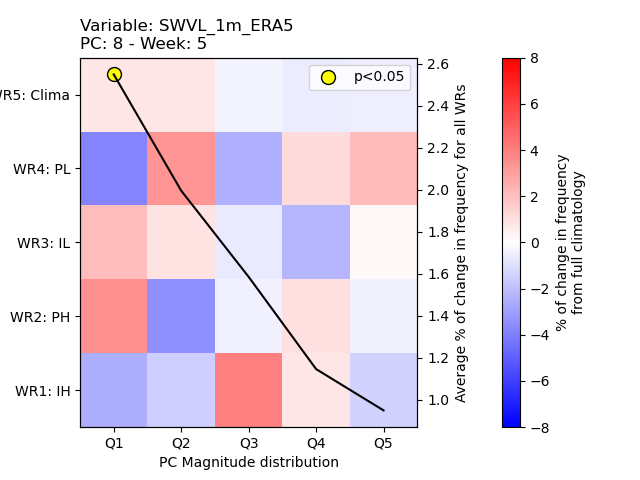 Variable: SWVL_1m_ERA5
PC: 8 - Week: 5
p<0.05
WR5: Clima
WR4: PL
WR3: IL
WR2: PH
WR1: IH
Q1 Q2 Q3 Q4 Q5
PC Magnitude distribution
2.6
2.4
2.2
2.0
1.8
1.6
1.4
1.2
1.0
Average % of change in frequency for all WRs
8
6
4
2
0
−2
−4
−6
−8
% of change in frequency
from full climatology